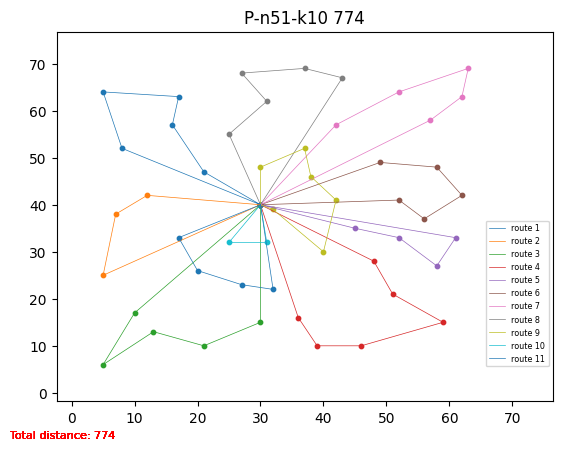 P-n51-k10 774
70
60
50
40
30
20
10
0
0 10 20 30 40 50 60 70
route 1
route 2
route 3
route 4
route 5
route 6
route 7
route 8
route 9
route 10
route 11
Total distance: 774